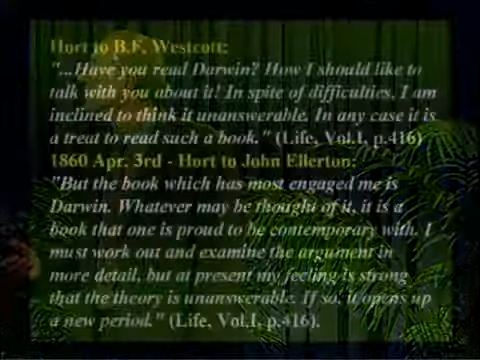 Hort to B.F. Westcott:
"...Have you read Darwin? How I should like to
talk with you about it! In spite of difficulties, I am
inclined to think it unanswerable. In any case it is
a treat to read such a book." (Life, Vol.I, p.416)
1860 Apr. 3rd - Hort to John Ellerton:
"But the book which has most engaged me is
Darwin. Whatever may be thought of it, it is a
book that one is proud to be contemporary with. I
must work out and examine the argument in
more detail, but at present my feeling is strong
that the theory is unanswerable. If so, it opens up
a new period." (Life, Vol.I, p.416).